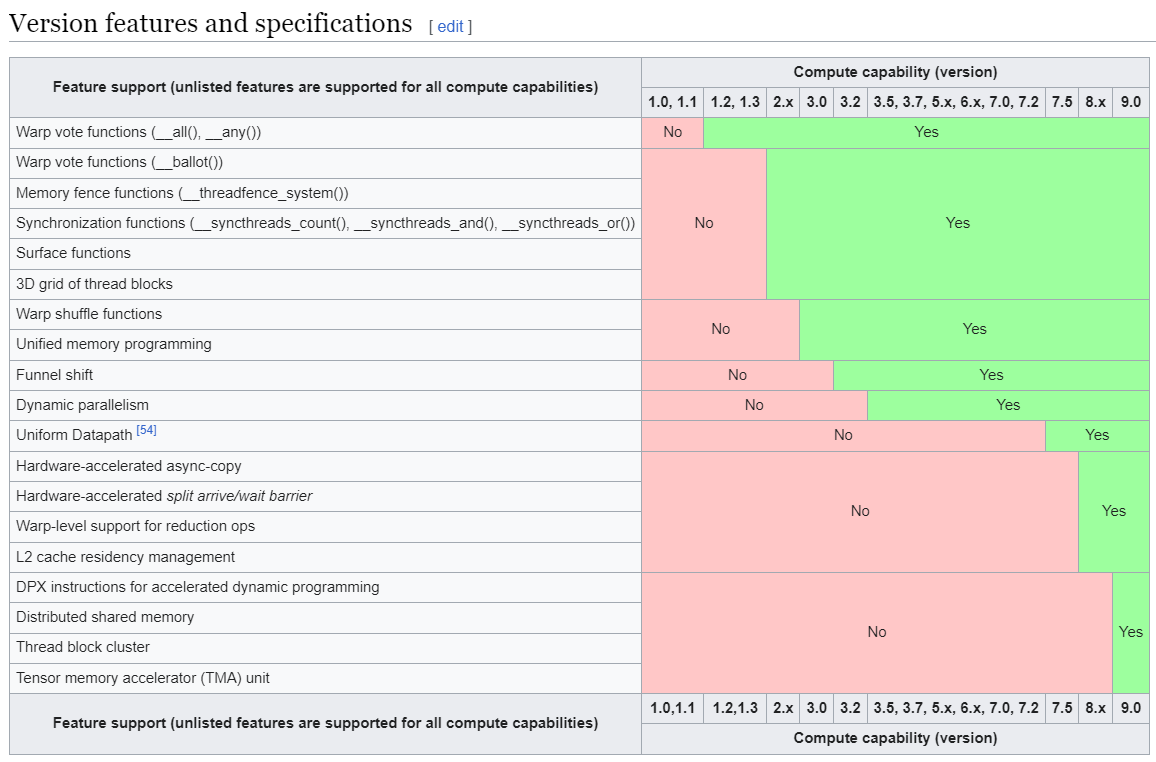 Version features and specifications [ edit ]
Feature support (unlisted features are supported for all compute capabilities)
Compute capability (version)
1.0, 1.1 1.2, 1.3 2.x 3.0 3.2 3.5, 3.7, 5.x, 6.x, 7.0, 7.2 7.5 8.x 9.0
Warp vote functions (__all(), __any()) No Yes
Warp vote functions (__ballot())
Memory fence functions (__threadfence_system())
Synchronization functions (__syncthreads_count(), __syncthreads_and(), __syncthreads_or()) No Yes
Surface functions
3D grid of thread blocks
Warp shuffle functions
No Yes
Unified memory programming
Funnel shift No Yes
Dynamic parallelism No Yes
Uniform Datapath [54] No Yes
Hardware-accelerated async-copy
Hardware-accelerated split arrive/wait barrier
No Yes
Warp-level support for reduction ops
L2 cache residency management
DPX instructions for accelerated dynamic programming
Distributed shared memory
No Yes
Thread block cluster
Tensor memory accelerator (TMA) unit
Feature support (unlisted features are supported for all compute capabilities)
1.0,1.1 1.2,1.3 2.x 3.0 3.2 3.5, 3.7, 5.x, 6.x, 7.0, 7.2 7.5 8.x 9.0
Compute capability (version)